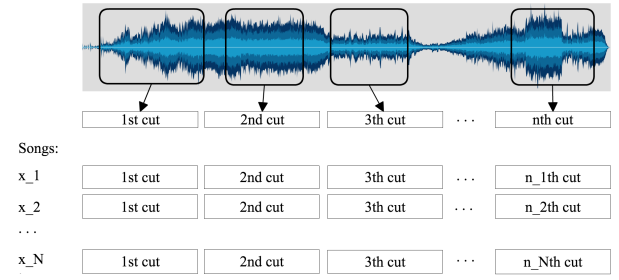 1st cut 2nd cut 3th cut . . . nth cut
Songs:
x_1 1st cut 2nd cut 3th cut . . . n_1th cut
x_2 1st cut 2nd cut 3th cut . . . n_2th cut
. . .
x_N 1st cut 2nd cut 3th cut . . . n_Nth cut